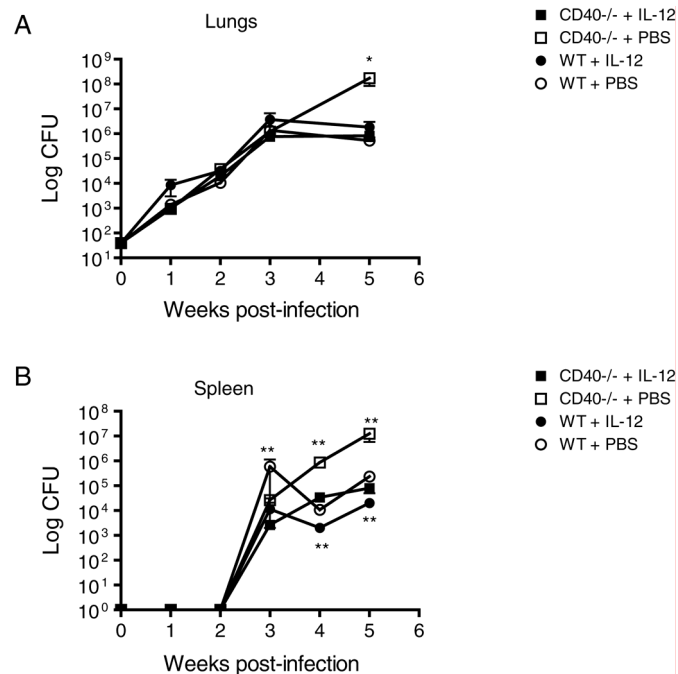 A
Lungs
CD40-/- + IL-12
CD40-/- + PBS
WT + IL-12
WT + PBS
Log CFU
10⁹
10⁸
10⁷
10⁶
10⁵
10⁴
10³
10²
10¹
*
0 1 2 3 4 5 6
Weeks post-infection
B
Spleen
CD40-/- + IL-12
CD40-/- + PBS
WT + IL-12
WT + PBS
Log CFU
10⁸
10⁷
10⁶
10⁵
10⁴
10³
10²
10¹
10⁰
** ** **
** **
0 1 2 3 4 5 6
Weeks post-infection